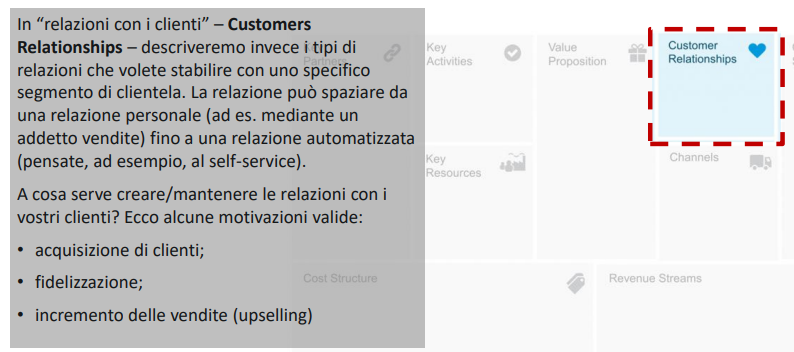 In “relazioni con i clienti” – Customers
Relationships – descriveremo invece i tipi di
relazioni che volete stabilire con uno specifico
segmento di clientela. La relazione può spaziare da
una relazione personale (ad es. mediante un
addetto vendite) fino a una relazione automatizzata
(pensate, ad esempio, al self-service).
A cosa serve creare/mantenere le relazioni con i
vostri clienti? Ecco alcune motivazioni valide:
• acquisizione di clienti;
• fidelizzazione;
• incremento delle vendite (upselling)
Partners
Key
Activities
Value
Proposition
Customer
Relationships
Key
Resources
Channels
Cost Structure
Revenue Streams